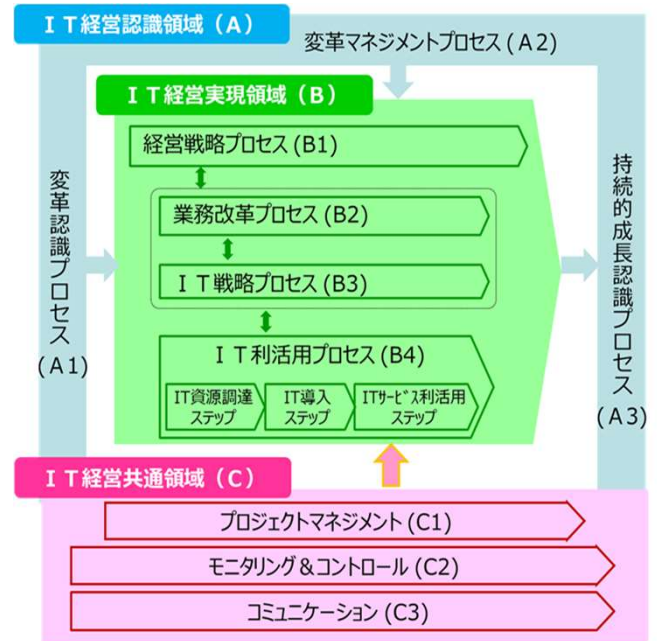 ＩＴ経営認識領域（Ａ）
変革マネジメントプロセス(Ａ2)
ＩＴ経営実現領域（Ｂ）
経営戦略プロセス(B1)
変革認識プロセス
(Ａ1)
業務改革プロセス(B2)
ＩＴ戦略プロセス(B3)
持続的成長認識プロセス
(Ａ3)
ＩＴ利活用プロセス(B4)
IT資源調達
ステップ
IT導入
ステップ
ITｻｰﾋﾞｽ利活用
ステップ
ＩＴ経営共通領域（Ｃ）
プロジェクトマネジメント(C1)
モニタリング＆コントロール(C2)
コミュニケーション(C3)